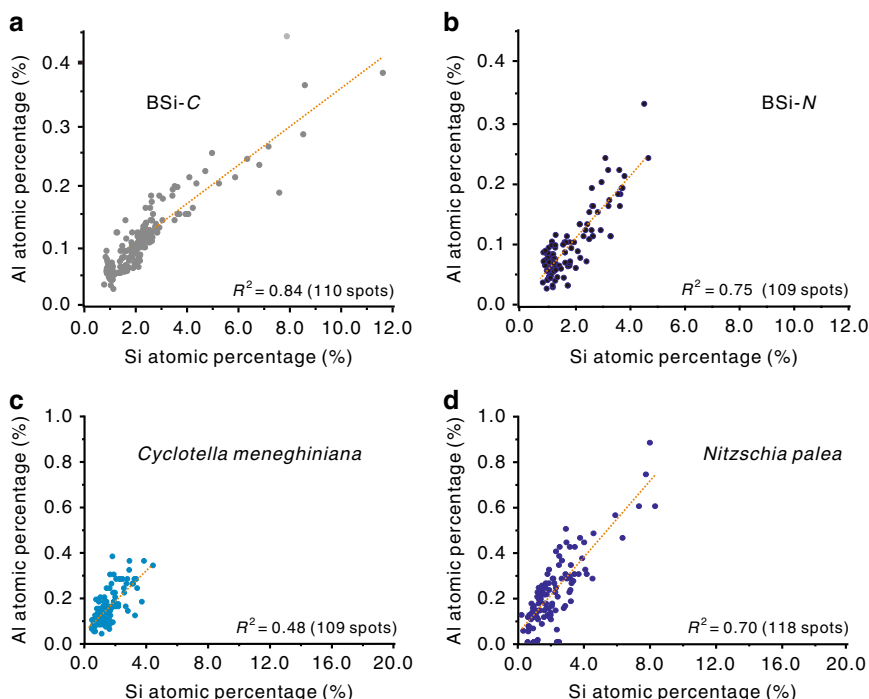 a
Al atomic percentage (%)
0.4
0.3
0.2
0.1
0.0
BSi-C
R² = 0.84 (110 spots)
0.0 2.0 4.0 6.0 8.0 10.0 12.0
Si atomic percentage (%)
b
Al atomic percentage (%)
0.4
0.3
0.2
0.1
0.0
BSi-N
R² = 0.75 (109 spots)
0.0 2.0 4.0 6.0 8.0 10.0 12.0
Si atomic percentage (%)
c
Al atomic percentage (%)
1.0
0.8
0.6
0.4
0.2
0.0
Cyclotella meneghiniana
R² = 0.48 (109 spots)
0.0 4.0 8.0 12.0 16.0 20.0
Si atomic percentage (%)
d
Al atomic percentage (%)
1.0
0.8
0.6
0.4
0.2
0.0
Nitzschia palea
R² = 0.70 (118 spots)
0.0 4.0 8.0 12.0 16.0 20.0
Si atomic percentage (%)